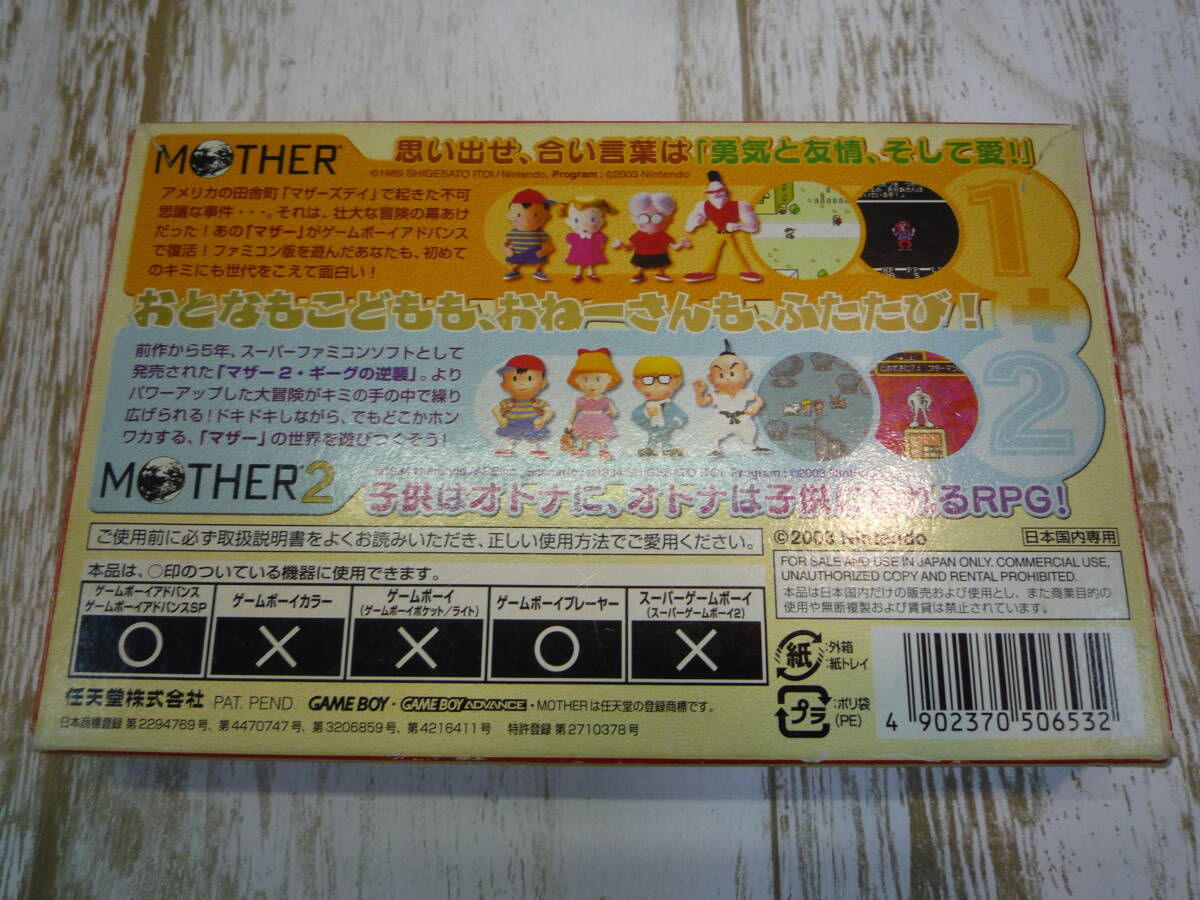 MOTHER
思い出せ、合い言葉は「勇気と友情、そして愛!」
©1989 SHIGESATO ITOI / Nintendo, Program : ©2003 Nintendo
アメリカの田舎町「マザーズデイ」で起きた不可
思議な事件・・・。それは、壮大な冒険の幕あけ
だった!あの「マザー」がゲームボーイアドバンス
で復活!ファミコン版を遊んだあなたも、初めて
のキミにも世代をこえて面白い!
1+2
おとなもこどもも、おねーさんも、ふたたび!
前作から5年、スーパーファミコンソフトとして
発売された「マザー2・ギーグの逆襲」。より
パワーアップした大冒険がキミの手の中で繰り
広げられる!ドキドキしながら、でもどこかホン
ワカする、「マザー」の世界を遊びつくそう!
MOTHER2
SHIGESATO ITOI, Program : ©2003
子供はオトナに、オトナは子供に れるRPG!
©2003 Nintendo
日本国内専用
ご使用前に必ず取扱説明書をよくお読みいただき、正しい使用方法でご愛用ください。
FOR SALE AND USE IN JAPAN ONLY. COMMERCIAL USE,
UNAUTHORIZED COPY AND RENTAL PROHIBITED.
本品は日本国内だけの販売および使用とし、また商業目的の
使用や無断複製および賃貸は禁止されています。
本品は、○印のついている機器に使用できます。
ゲームボーイアドバンス
ゲームボーイアドバンスSP
ゲームボーイカラー
ゲームボーイ
(ゲームボーイポケット/ライト)
ゲームボーイプレーヤー
スーパーゲームボーイ
(スーパーゲームボーイ2)
○ × × ○ ×
紙
:外箱
:紙トレイ
プラ
:ポリ袋
(PE)
4 902370 506532
任天堂株式会社 PAT. PEND. GAME BOY・GAME BOY ADVANCE・MOTHERは任天堂の登録商標です。
日本商標登録 第2294769号、第4470747号、第3206859号、第4216411号 特許登録 第2710378号